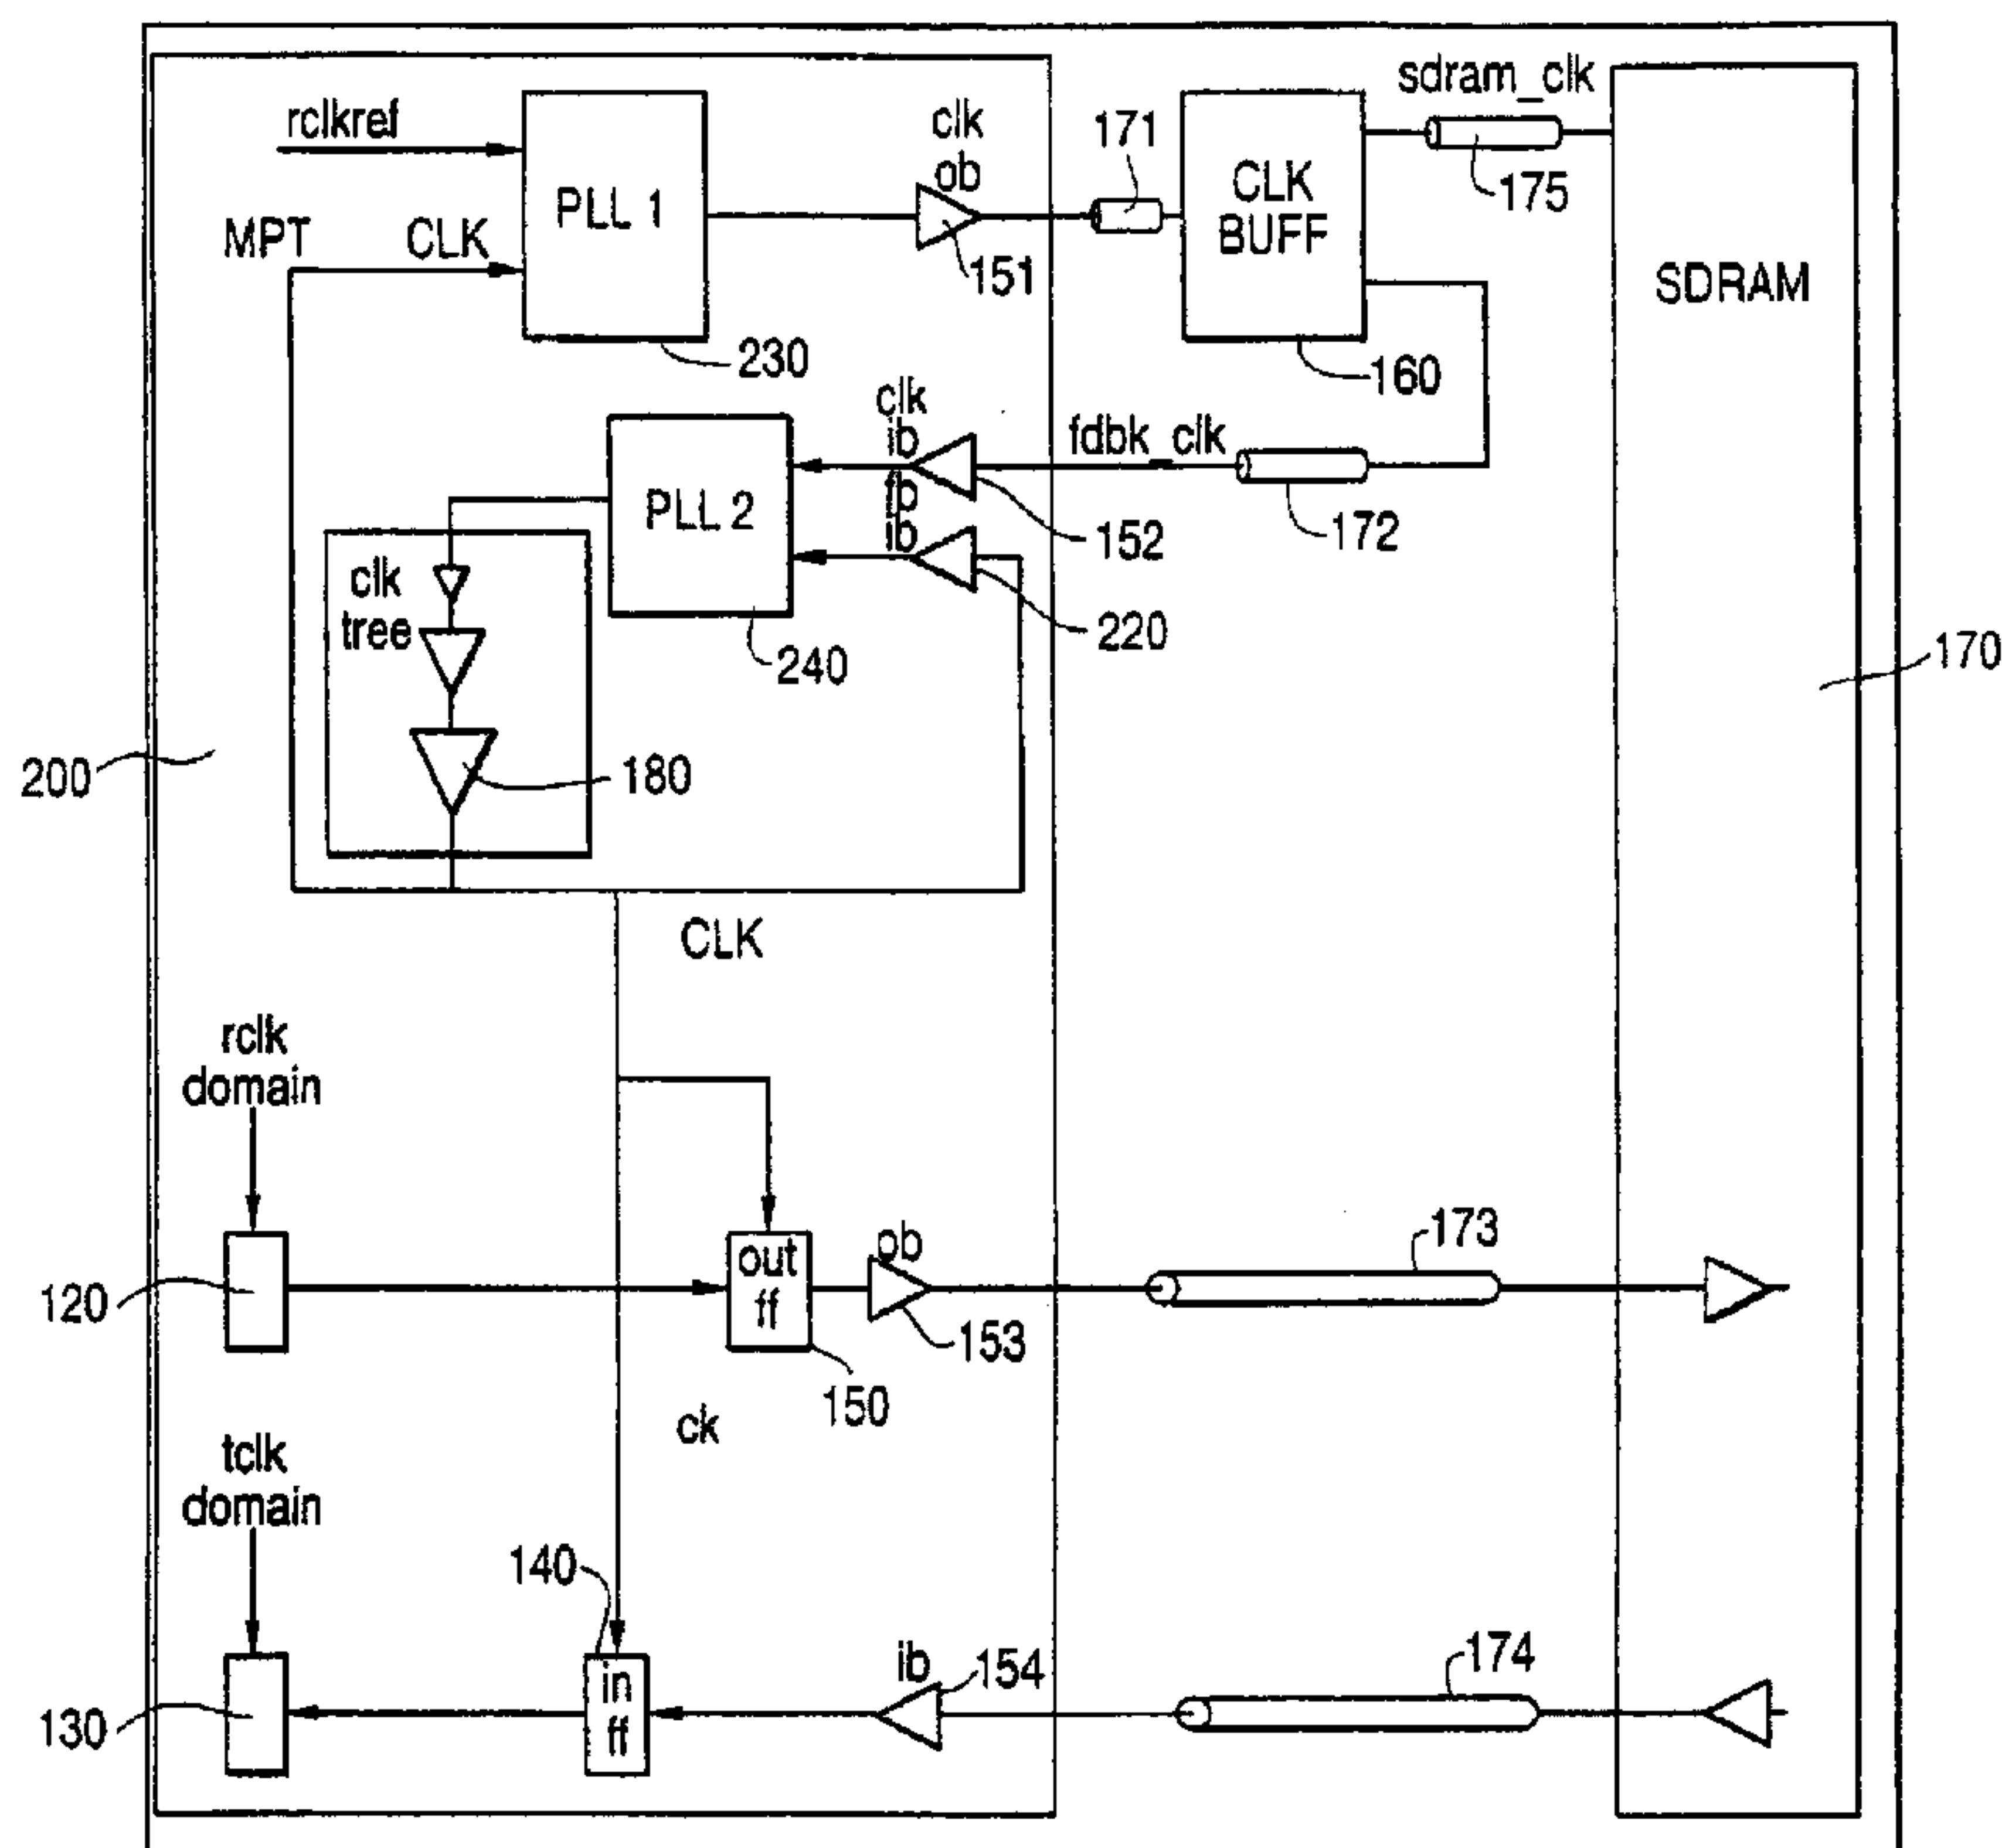 sdram_clk
rclkref
clk
ob
171
PLL 1
CLK
BUFF
175
MPT
CLK
151
SDRAM
230
160
clk
ib
fdbk_clk
PLL 2
fb
ib
152
172
clk
tree
220
240
170
200
180
CLK
rclk
domain
173
ob
out
ff
120
153
150
ck
tclk
domain
140
174
ib
154
in
ff
130